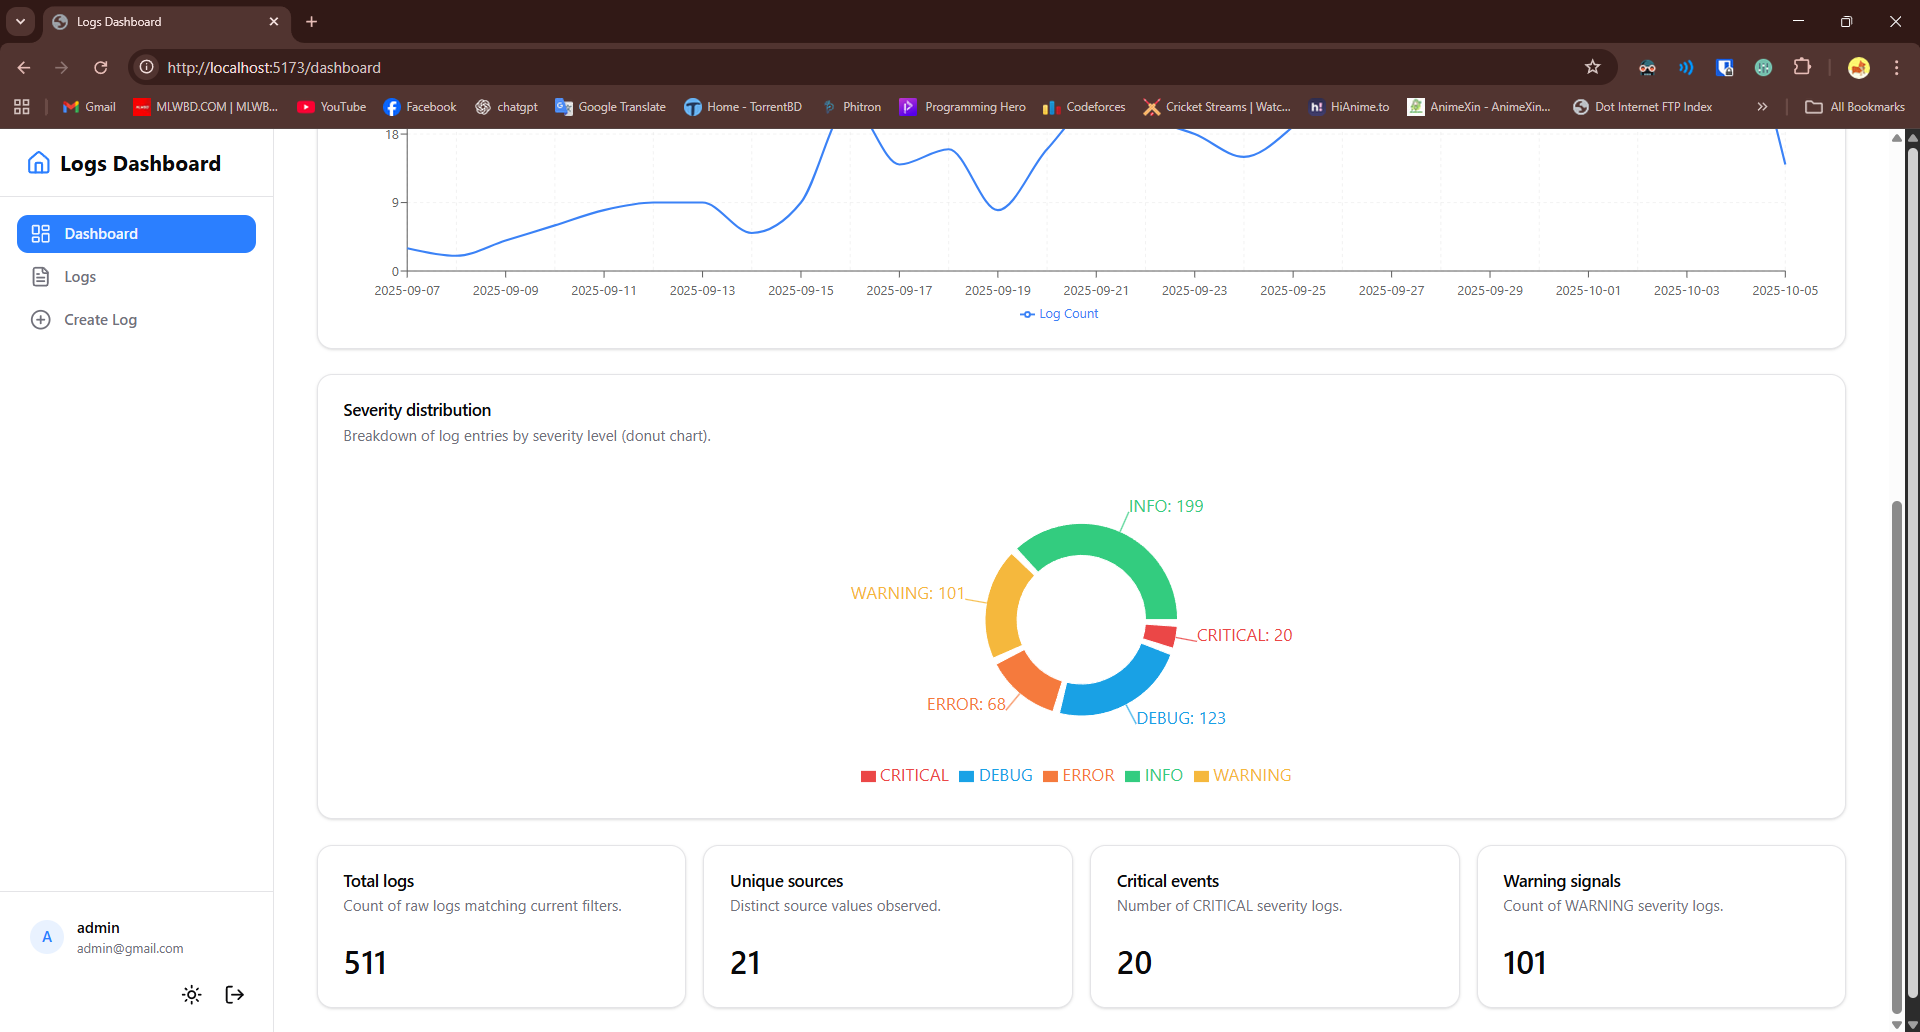 Logs Dashboard
http://localhost:5173/dashboard
Gmail
MLWBD.COM | MLWB...
YouTube
Facebook
chatgpt
Google Translate
Home - TorrentBD
Phitron
Programming Hero
Codeforces
Cricket Streams | Watc...
HiAnime.to
AnimeXin - AnimeXin...
Dot Internet FTP Index
All Bookmarks
Logs Dashboard
Dashboard
Logs
Create Log
18
9
0
2025-09-07 2025-09-09 2025-09-11 2025-09-13 2025-09-15 2025-09-17 2025-09-19 2025-09-21 2025-09-23 2025-09-25 2025-09-27 2025-09-29 2025-10-01 2025-10-03 2025-10-05
Log Count
Severity distribution
Breakdown of log entries by severity level (donut chart).
INFO: 199
WARNING: 101
CRITICAL: 20
ERROR: 68
DEBUG: 123
CRITICAL DEBUG ERROR INFO WARNING
Total logs
Count of raw logs matching current filters.
511
Unique sources
Distinct source values observed.
21
Critical events
Number of CRITICAL severity logs.
20
Warning signals
Count of WARNING severity logs.
101
A
admin
admin@gmail.com